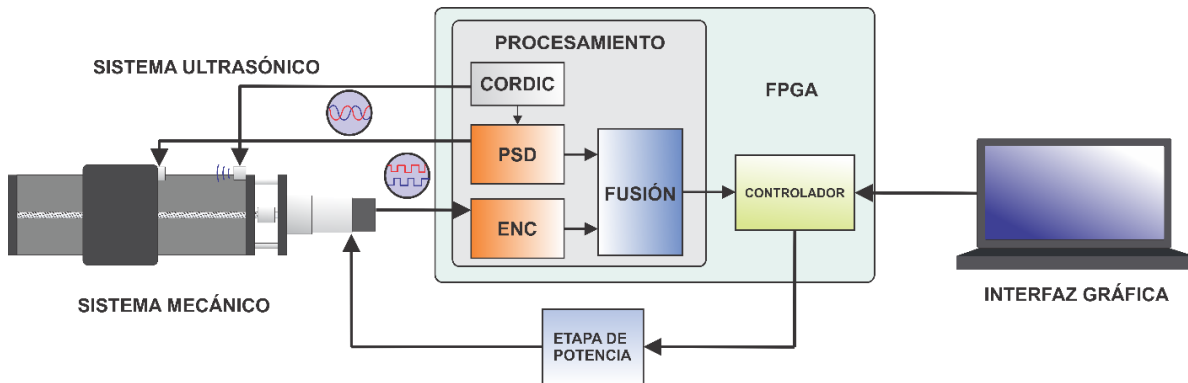 PROCESAMIENTO
SISTEMA ULTRASÓNICO
CORDIC
FPGA
PSD
FUSIÓN
CONTROLADOR
ENC
SISTEMA MECÁNICO
INTERFAZ GRÁFICA
ETAPA DE
POTENCIA